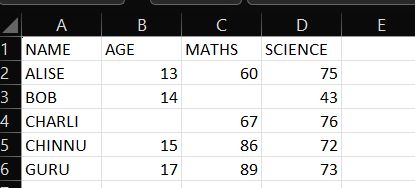 A B C D E
1 NAME AGE MATHS SCIENCE
2 ALISE 13 60 75
3 BOB 14 43
4 CHARLI 67 76
5 CHINNU 15 86 72
6 GURU 17 89 73